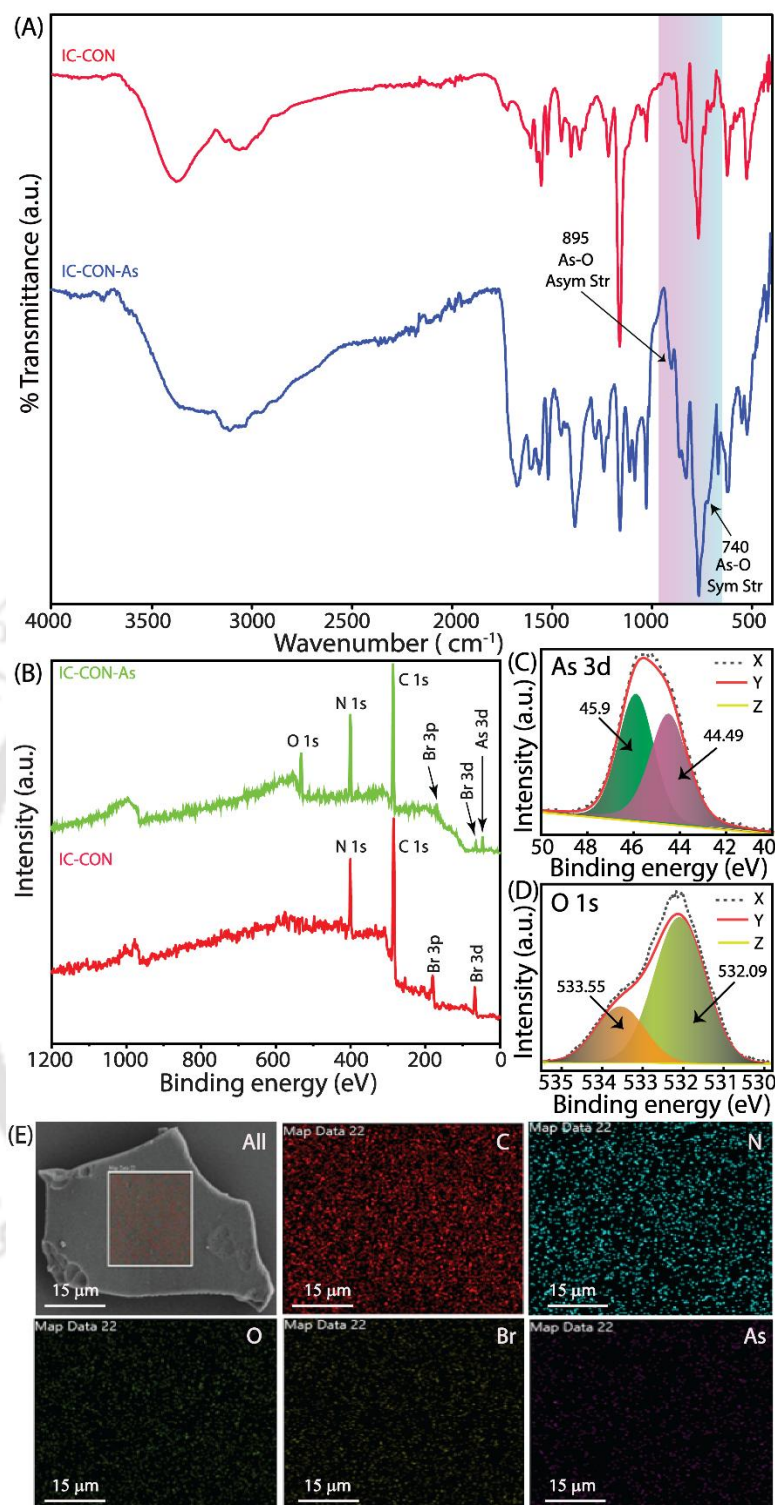 (A)
IC-CON
IC-CON-As
895
As-O
Asym Str
740
As-O
Sym Str
% Transmittance (a.u.)
4000 3500 3000 2500 2000 1500 1000 500
Wavenumber ( cm-1)
(B)
IC-CON-As
O 1s
N 1s
C 1s
Br 3p
Br 3d
As 3d
IC-CON
N 1s
C 1s
Br 3p
Br 3d
Intensity (a.u.)
1200 1000 800 600 400 200 0
Binding energy (eV)
(C)
As 3d
X
Y
Z
45.9
44.49
Intensity (a.u.)
50 48 46 44 42 40
Binding energy (eV)
(D)
O 1s
X
Y
Z
533.55
532.09
Intensity (a.u.)
535 534 533 532 531 530
Binding energy (eV)
(E)
All
15 μm
Map Data 22
C
15 μm
Map Data 22
N
15 μm
Map Data 22
O
15 μm
Map Data 22
Br
15 μm
Map Data 22
As
15 μm